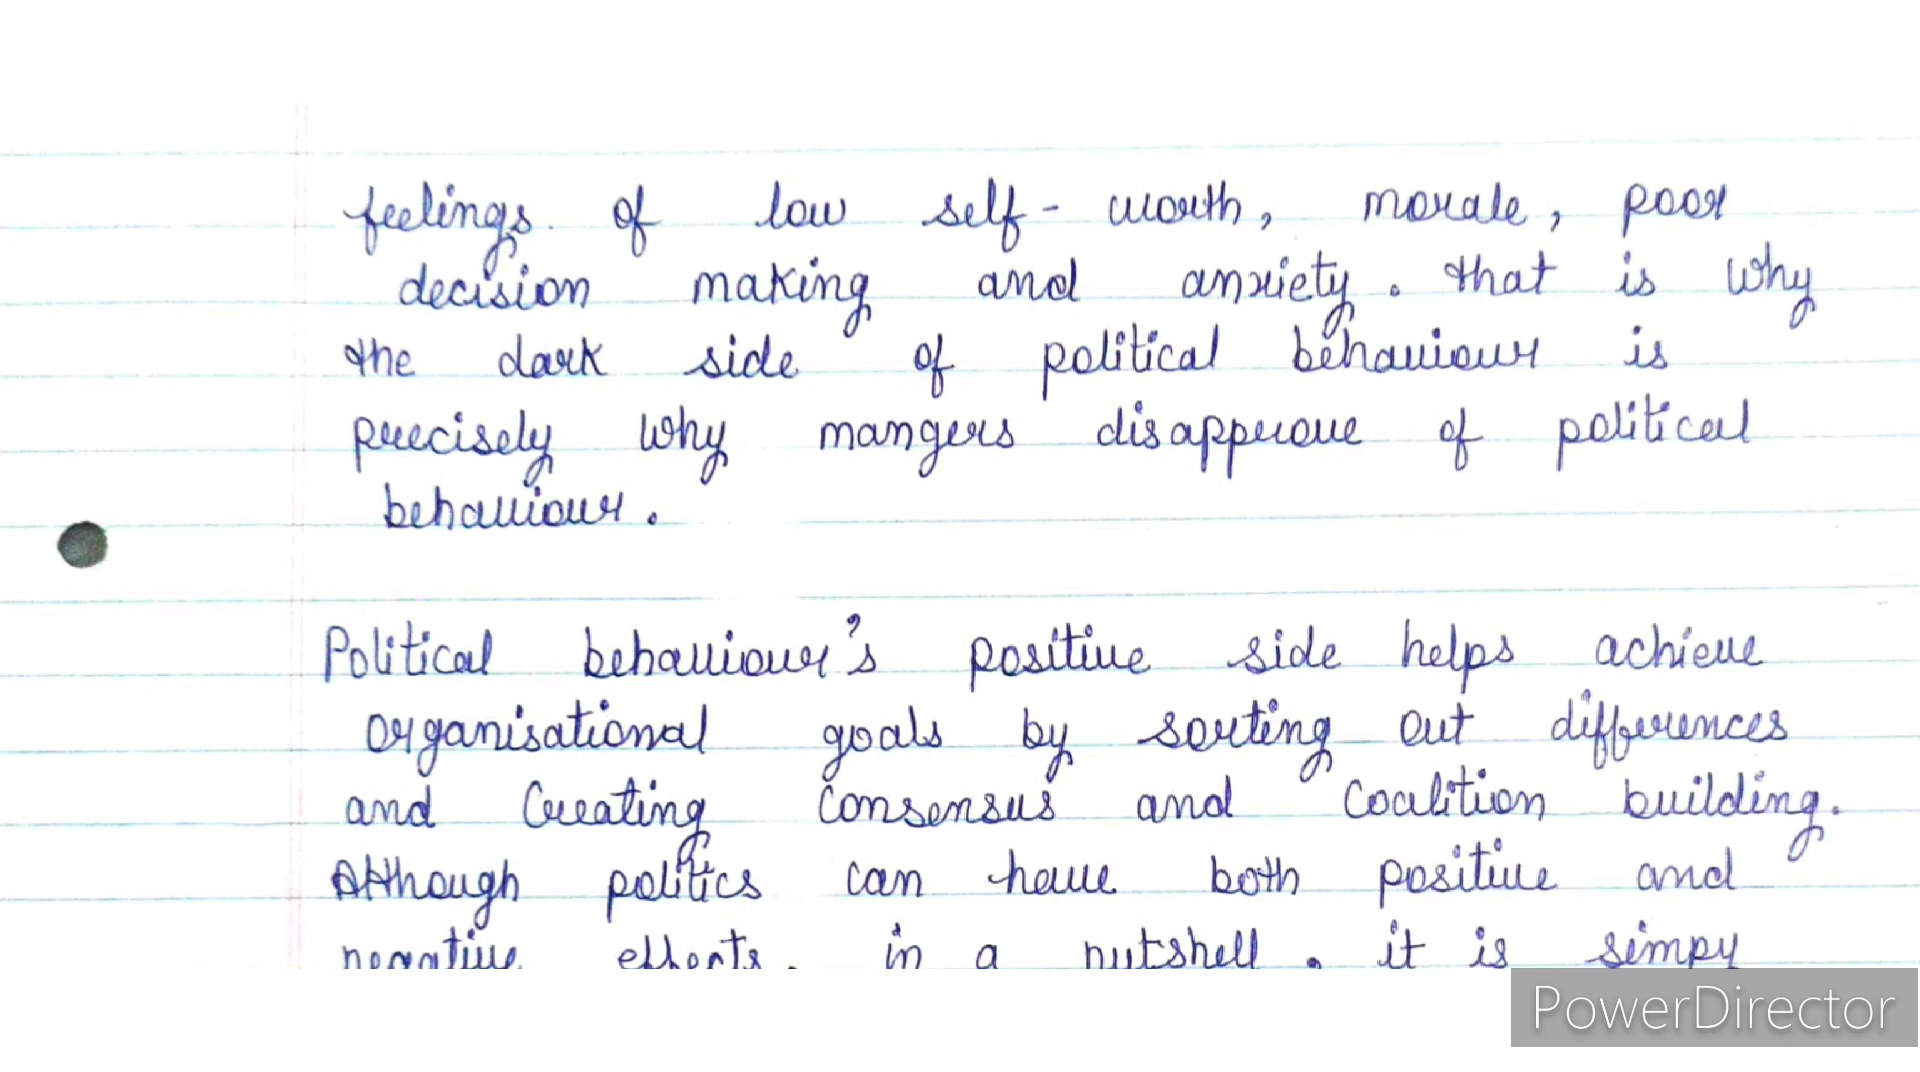 feelings of low self-worth, morale, poor
decision making and anxiety. that is why
the dark side of political behaviour is
precisely why mangers disapprove of political
behaviour.
Political behaviour's positive side helps achieve
organisational goals by sorting out differences
and Creating Consensus and Coalition building.
Although politics can have both positive and
negative effects. in a nutshell, it is simpy
PowerDirector